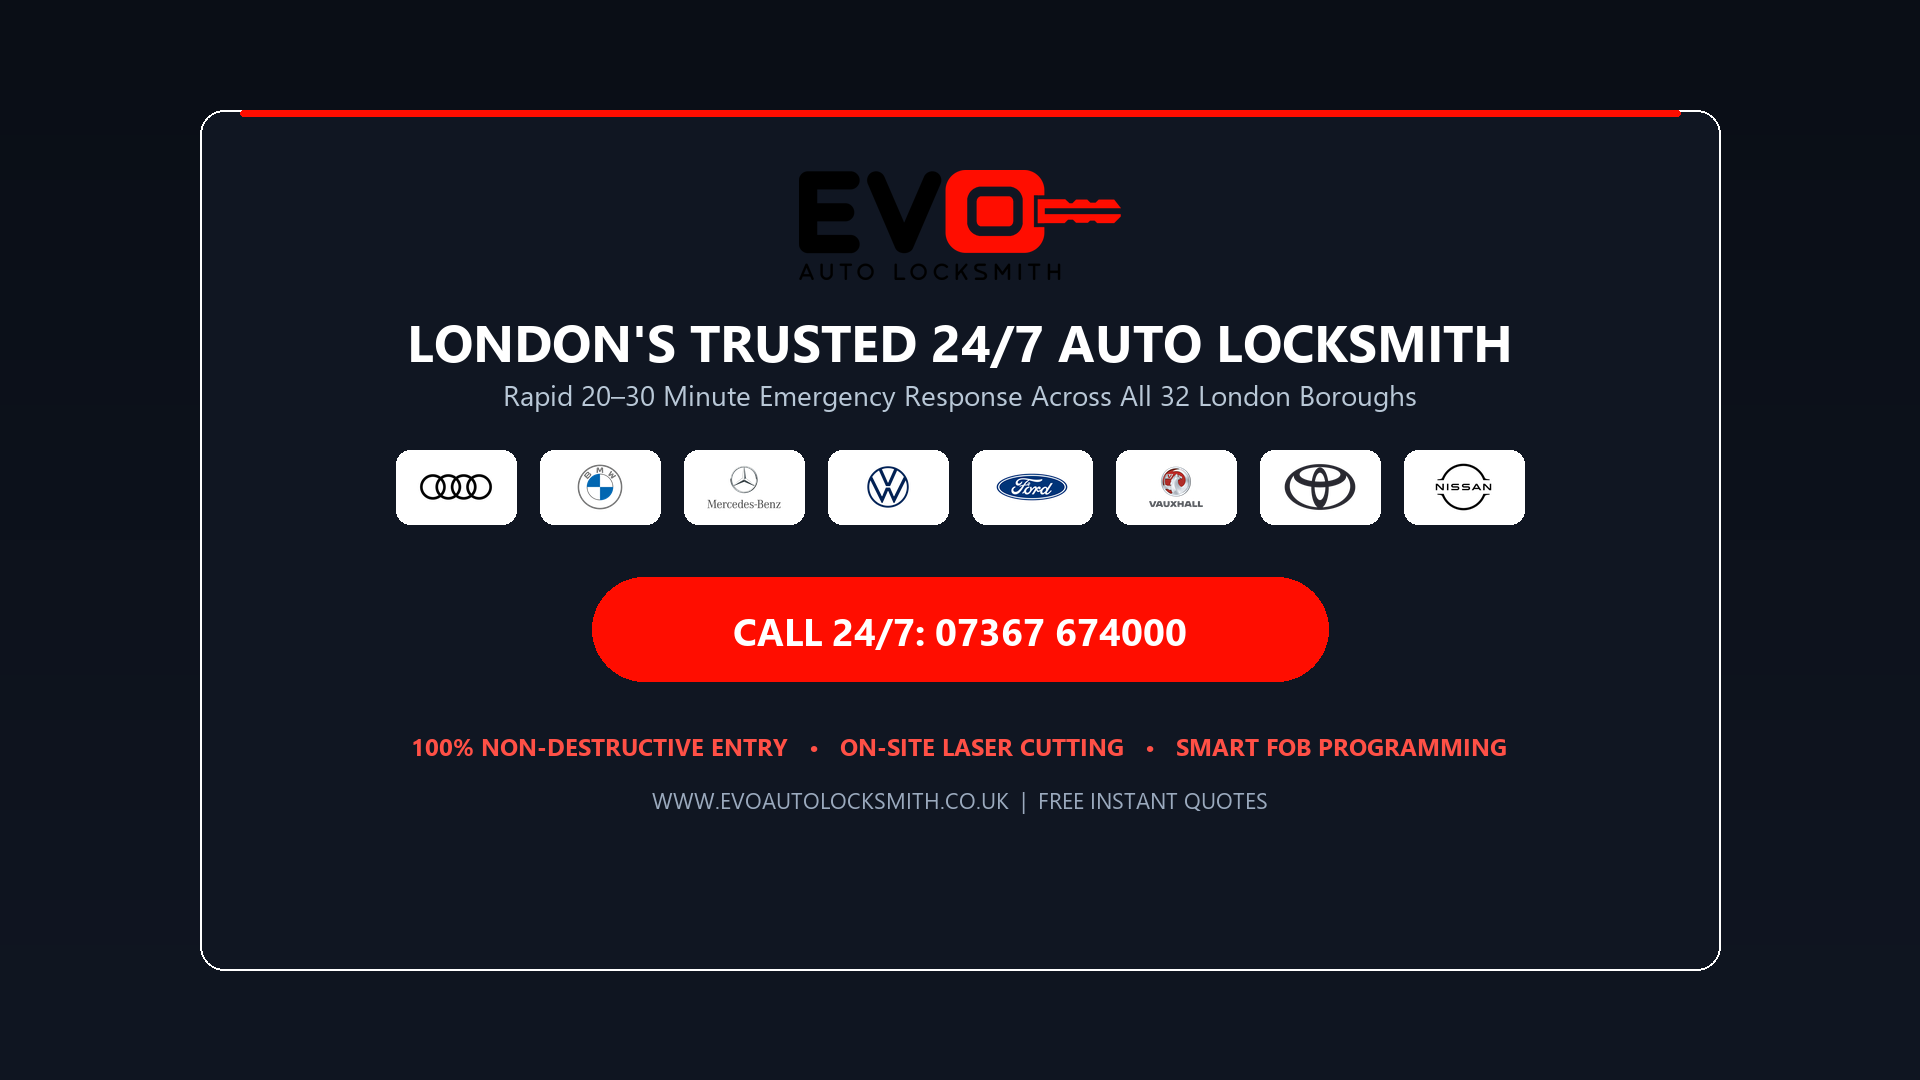 EVO
AUTO LOCKSMITH
LONDON'S TRUSTED 24/7 AUTO LOCKSMITH
Rapid 20–30 Minute Emergency Response Across All 32 London Boroughs
BMW
Mercedes-Benz
Ford
VAUXHALL
NISSAN
CALL 24/7: 07367 674000
100% NON-DESTRUCTIVE ENTRY • ON-SITE LASER CUTTING • SMART FOB PROGRAMMING
WWW.EVOAUTOLOCKSMITH.CO.UK | FREE INSTANT QUOTES